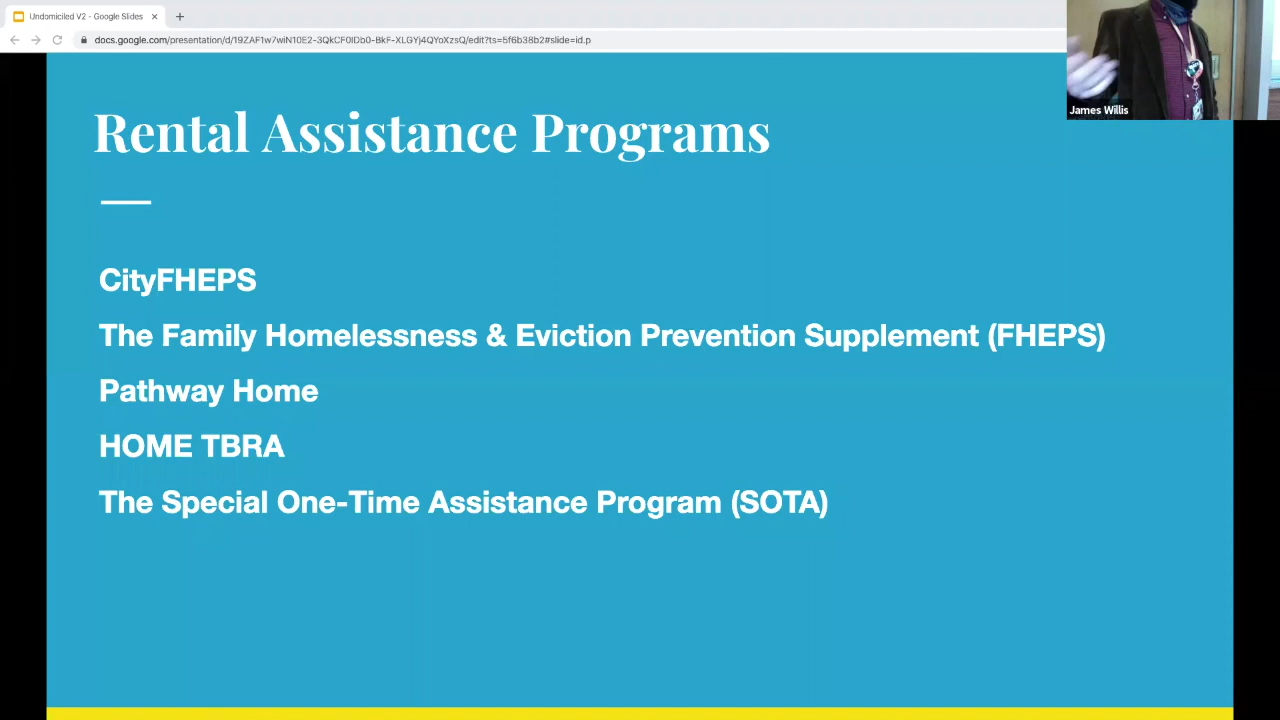 Undomiciled V2 - Google Slides
docs.google.com/presentation/d/19ZAF1w7wiN10E2-3QkCF0IDb0-BkF-XLGYj4QYoXzsQ/edit?ts=5f6b38b2#slide=id.p
James Willis
Rental Assistance Programs
CityFHEPS
The Family Homelessness & Eviction Prevention Supplement (FHEPS)
Pathway Home
HOME TBRA
The Special One-Time Assistance Program (SOTA)